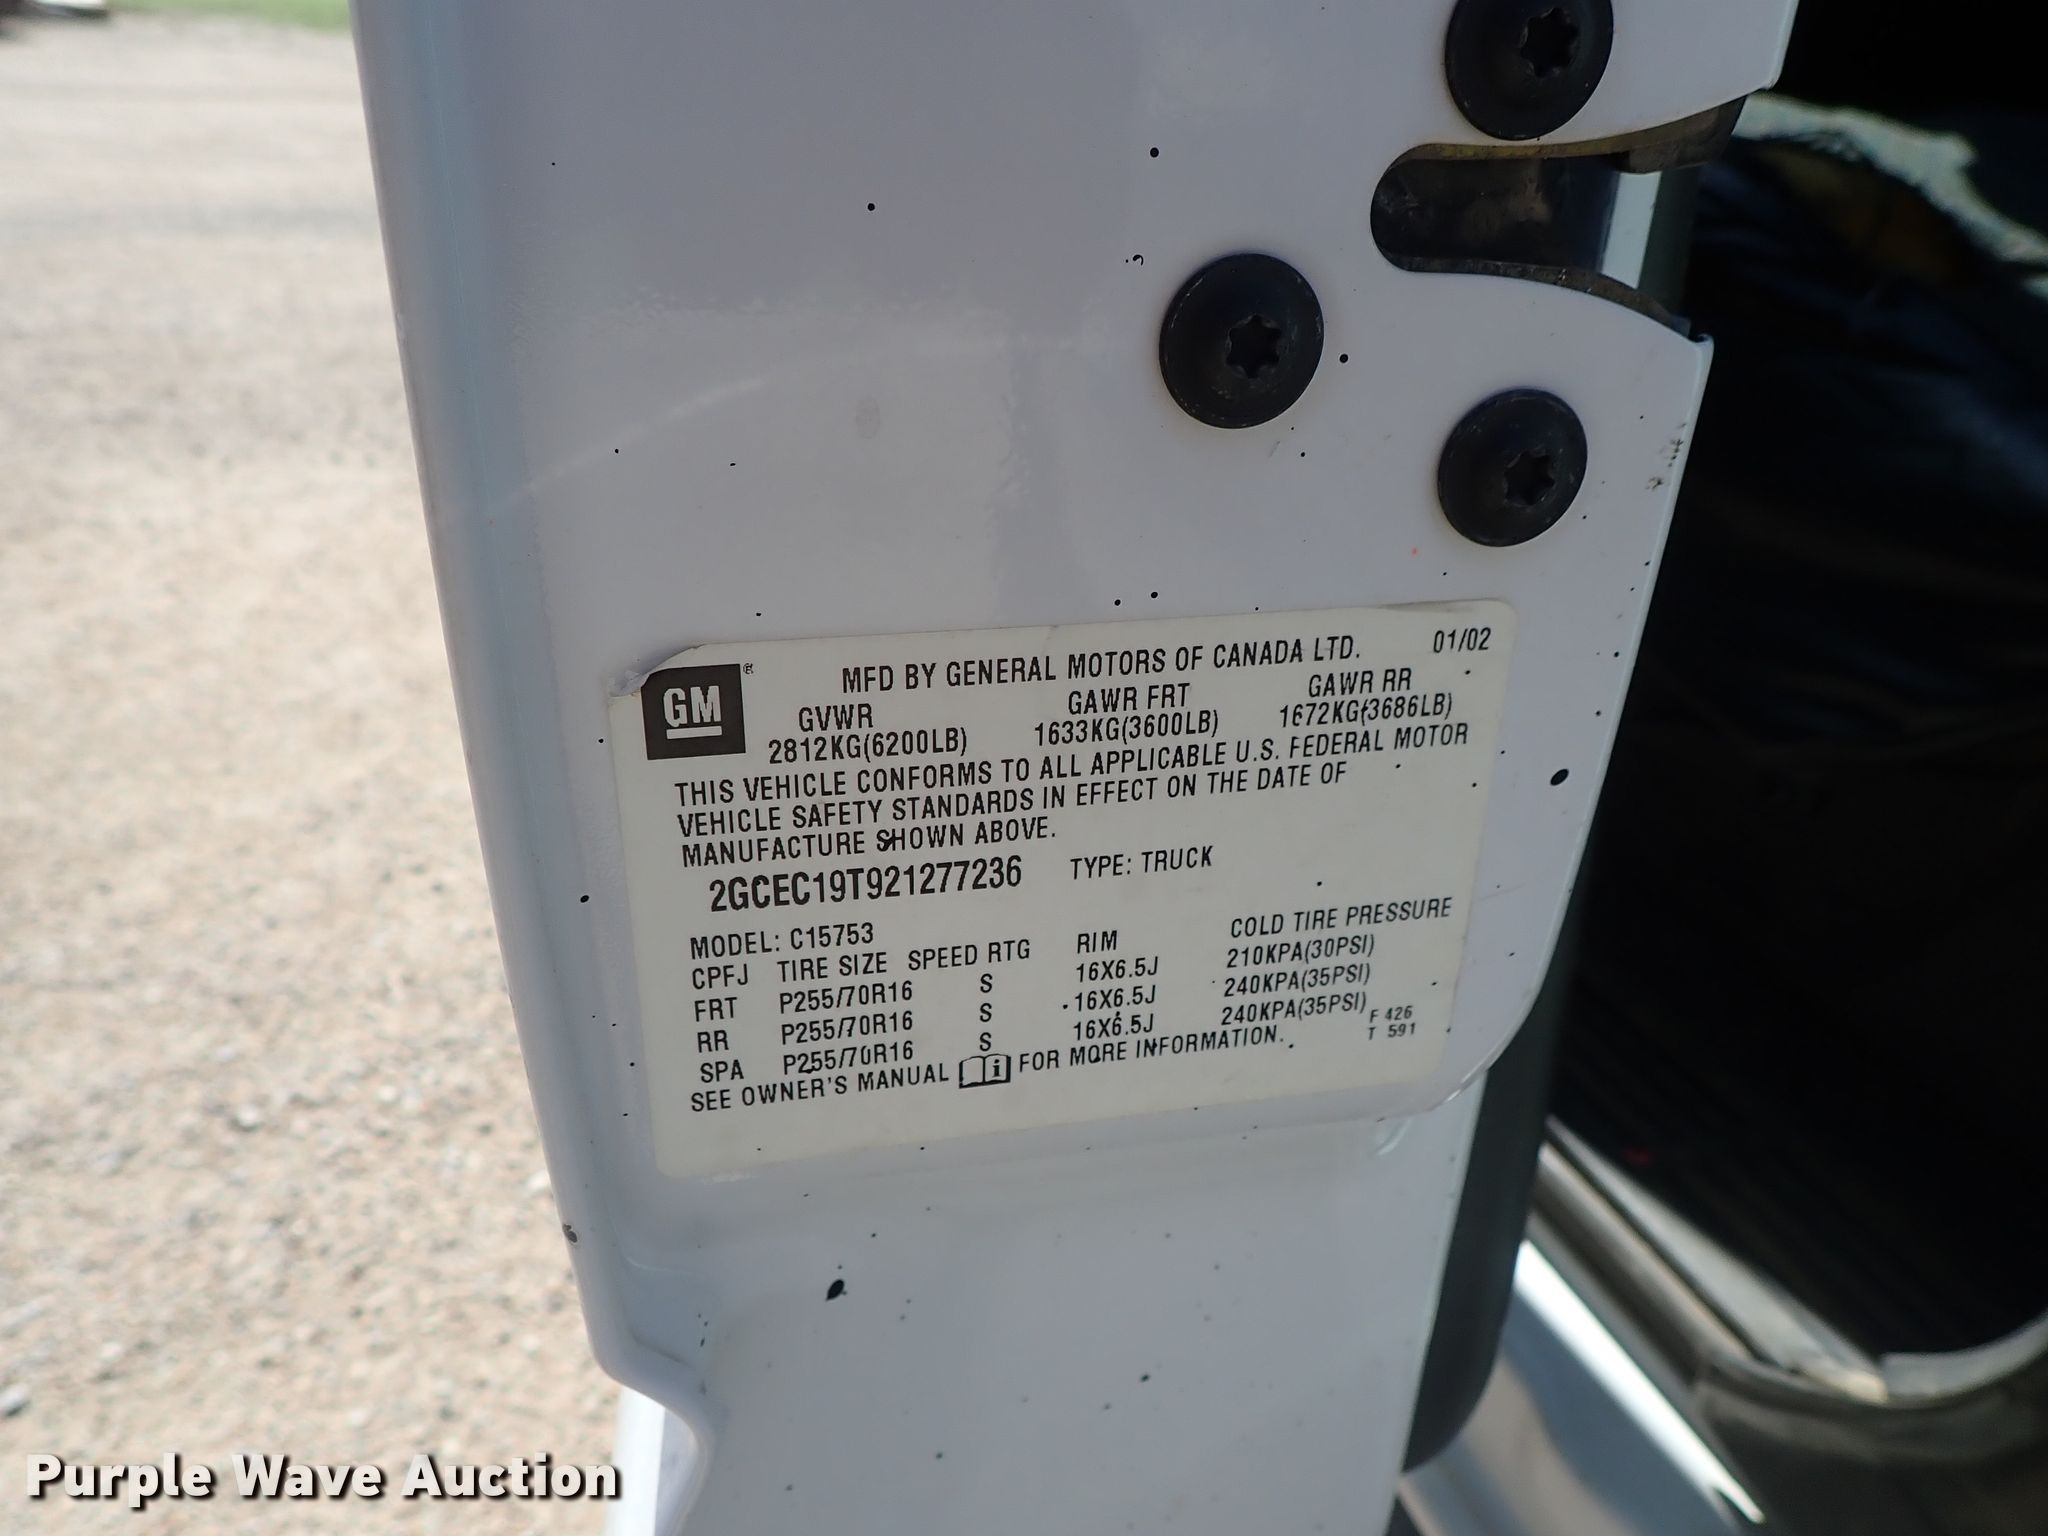 MFD BY GENERAL MOTORS OF CANADA LTD. 01/02
GM ®
GVWR GAWR FRT GAWR RR
2812KG(6200LB) 1633KG(3600LB) 1672KG(3686LB)
THIS VEHICLE CONFORMS TO ALL APPLICABLE U.S. FEDERAL MOTOR
VEHICLE SAFETY STANDARDS IN EFFECT ON THE DATE OF
MANUFACTURE SHOWN ABOVE.
2GCEC19T921277236 TYPE: TRUCK
MODEL: C15753
CPFJ TIRE SIZE SPEED RTG RIM COLD TIRE PRESSURE
FRT P255/70R16 S 16X6.5J 210KPA(30PSI)
RR P255/70R16 S 16X6.5J 240KPA(35PSI)
SPA P255/70R16 S 16X6.5J 240KPA(35PSI)
SEE OWNER'S MANUAL i FOR MORE INFORMATION.
F 426
T 591
Purple Wave Auction